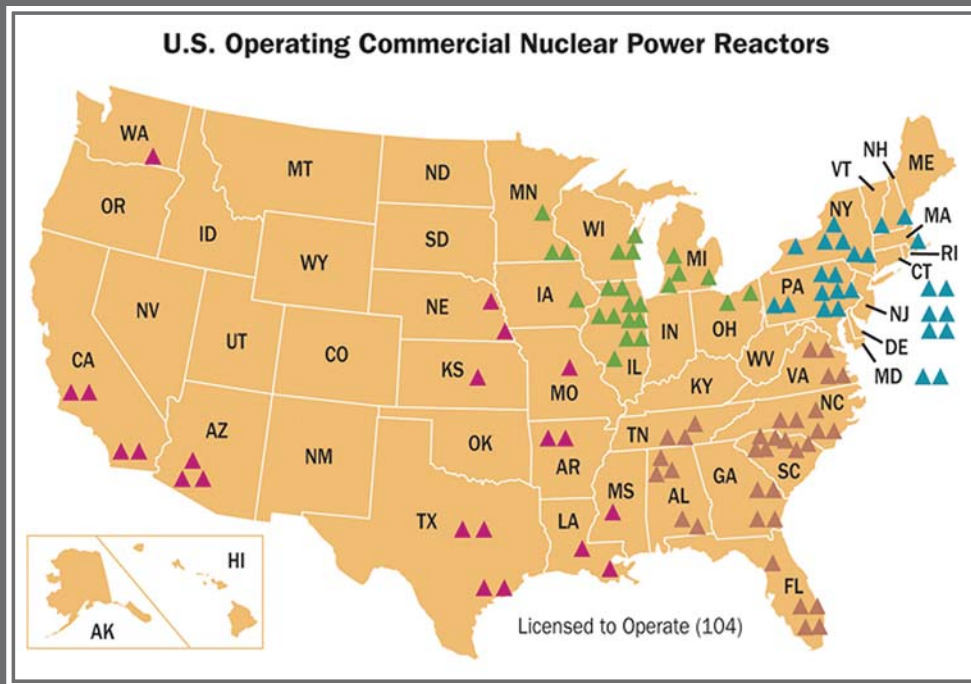 U.S. Operating Commercial Nuclear Power Reactors
WA
MT
ND
MN
VT
NH
ME
OR
ID
SD
WI
NY
MA
WY
MI
RI
CT
NV
NE
IA
PA
NJ
UT
CO
IL
IN
OH
DE
CA
KS
MO
WV
VA
MD
KY
NC
AZ
NM
OK
AR
TN
SC
TX
LA
MS
AL
GA
FL
HI
AK
Licensed to Operate (104)